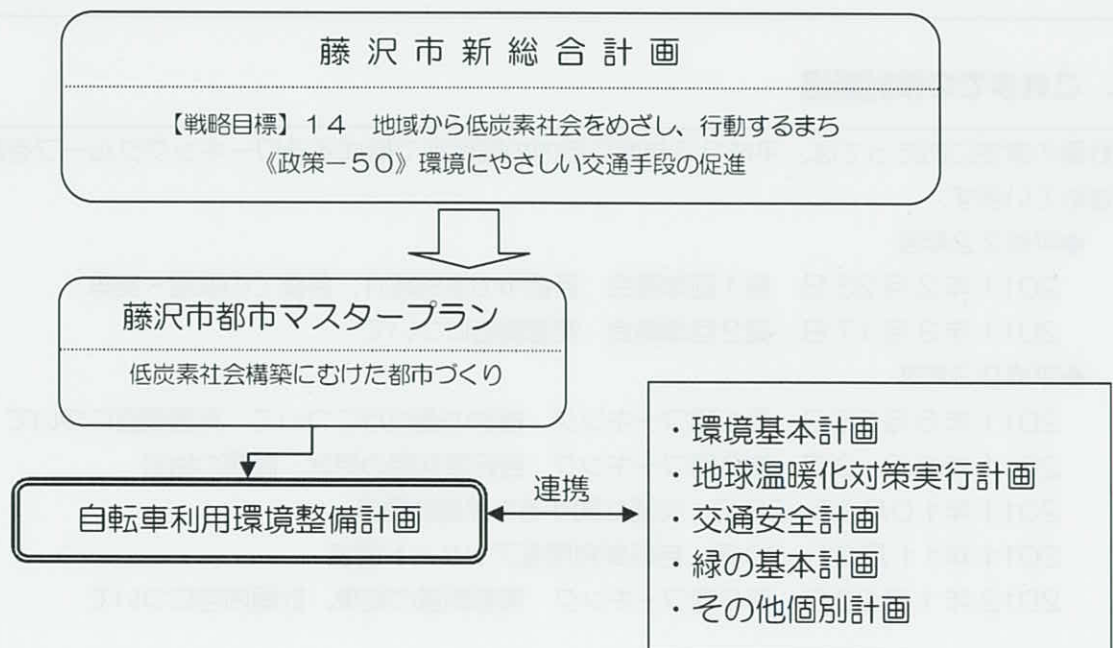 藤沢市新総合計画
【戦略目標】１４　地域から低炭素社会をめざし、行動するまち
《政策－５０》環境にやさしい交通手段の促進
藤沢市都市マスタープラン
低炭素社会構築にむけた都市づくり
自転車利用環境整備計画
連携
・環境基本計画
・地球温暖化対策実行計画
・交通安全計画
・緑の基本計画
・その他個別計画